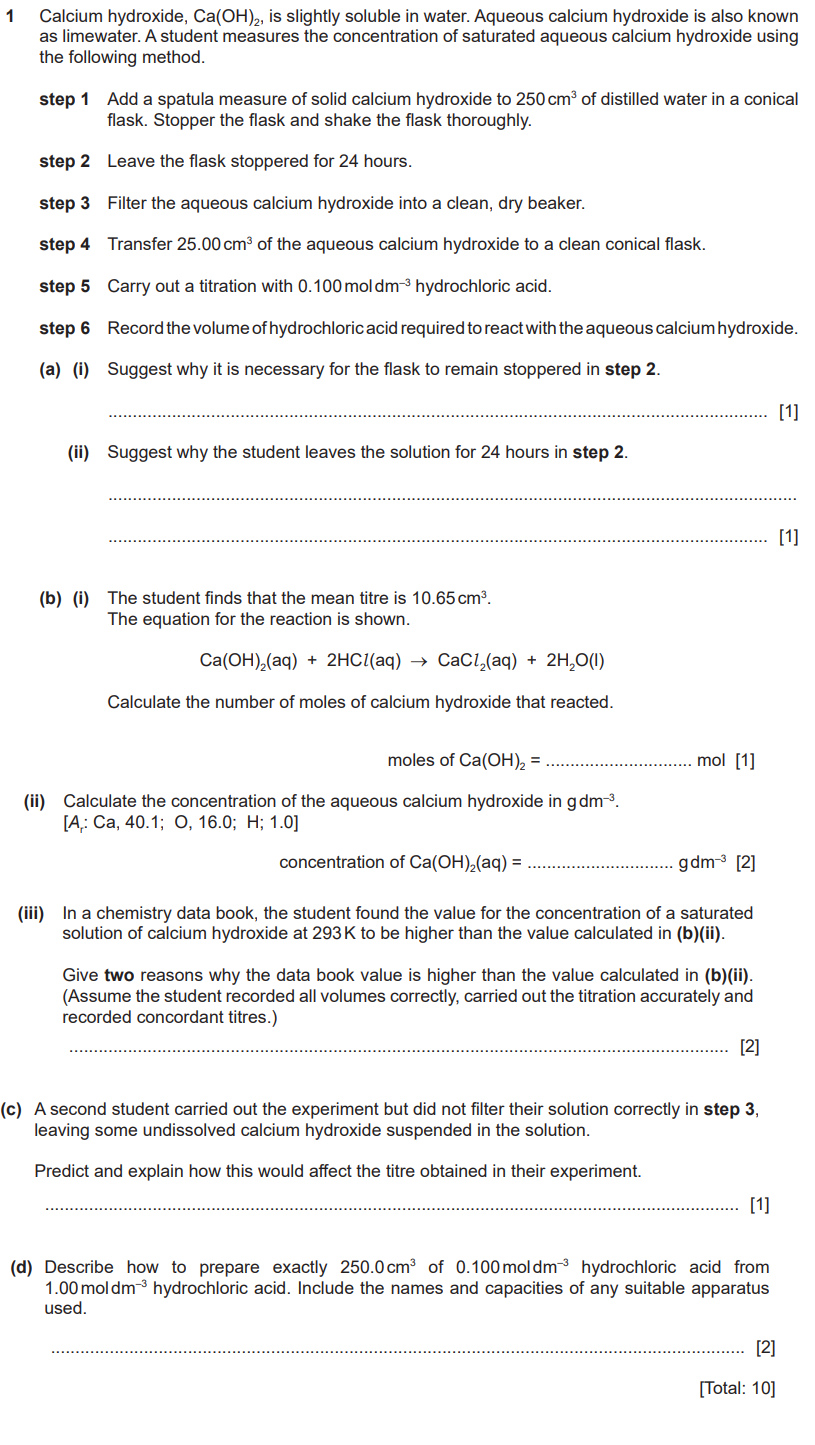 1 Calcium hydroxide, Ca(OH)₂, is slightly soluble in water. Aqueous calcium hydroxide is also known
as limewater. A student measures the concentration of saturated aqueous calcium hydroxide using
the following method.
step 1 Add a spatula measure of solid calcium hydroxide to 250 cm³ of distilled water in a conical
flask. Stopper the flask and shake the flask thoroughly.
step 2 Leave the flask stoppered for 24 hours.
step 3 Filter the aqueous calcium hydroxide into a clean, dry beaker.
step 4 Transfer 25.00 cm³ of the aqueous calcium hydroxide to a clean conical flask.
step 5 Carry out a titration with 0.100 mol dm⁻³ hydrochloric acid.
step 6 Record the volume of hydrochloric acid required to react with the aqueous calcium hydroxide.
(a) (i) Suggest why it is necessary for the flask to remain stoppered in step 2.
[1]
(ii) Suggest why the student leaves the solution for 24 hours in step 2.
[1]
(b) (i) The student finds that the mean titre is 10.65 cm³.
The equation for the reaction is shown.
Ca(OH)₂(aq) + 2HCl(aq) → CaCl₂(aq) + 2H₂O(l)
Calculate the number of moles of calcium hydroxide that reacted.
moles of Ca(OH)₂ = .............................. mol [1]
(ii) Calculate the concentration of the aqueous calcium hydroxide in g dm⁻³.
[Aᵣ: Ca, 40.1; O, 16.0; H; 1.0]
concentration of Ca(OH)₂(aq) = .............................. g dm⁻³ [2]
(iii) In a chemistry data book, the student found the value for the concentration of a saturated
solution of calcium hydroxide at 293 K to be higher than the value calculated in (b)(ii).
Give two reasons why the data book value is higher than the value calculated in (b)(ii).
(Assume the student recorded all volumes correctly, carried out the titration accurately and
recorded concordant titres.)
[2]
(c) A second student carried out the experiment but did not filter their solution correctly in step 3,
leaving some undissolved calcium hydroxide suspended in the solution.
Predict and explain how this would affect the titre obtained in their experiment.
[1]
(d) Describe how to prepare exactly 250.0 cm³ of 0.100 mol dm⁻³ hydrochloric acid from
1.00 mol dm⁻³ hydrochloric acid. Include the names and capacities of any suitable apparatus
used.
[2]
[Total: 10]